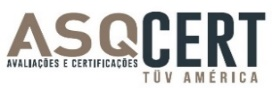 ASQCERT
AVALIAÇÕES E CERTIFICAÇÕES
TÜV AMÉRICA